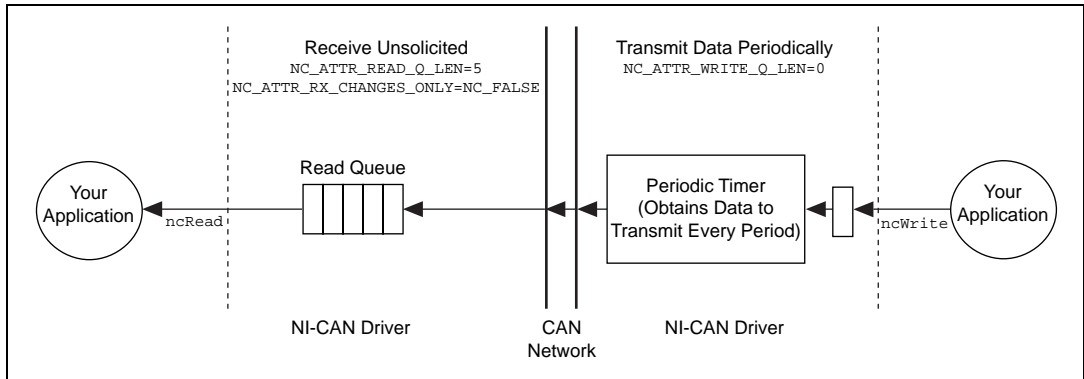 Receive Unsolicited
NC_ATTR_READ_Q_LEN=5
NC_ATTR_RX_CHANGES_ONLY=NC_FALSE
Transmit Data Periodically
NC_ATTR_WRITE_Q_LEN=0
Your
Application
ncRead
Read Queue
Periodic Timer
(Obtains Data to
Transmit Every Period)
ncWrite
Your
Application
NI-CAN Driver
CAN
Network
NI-CAN Driver